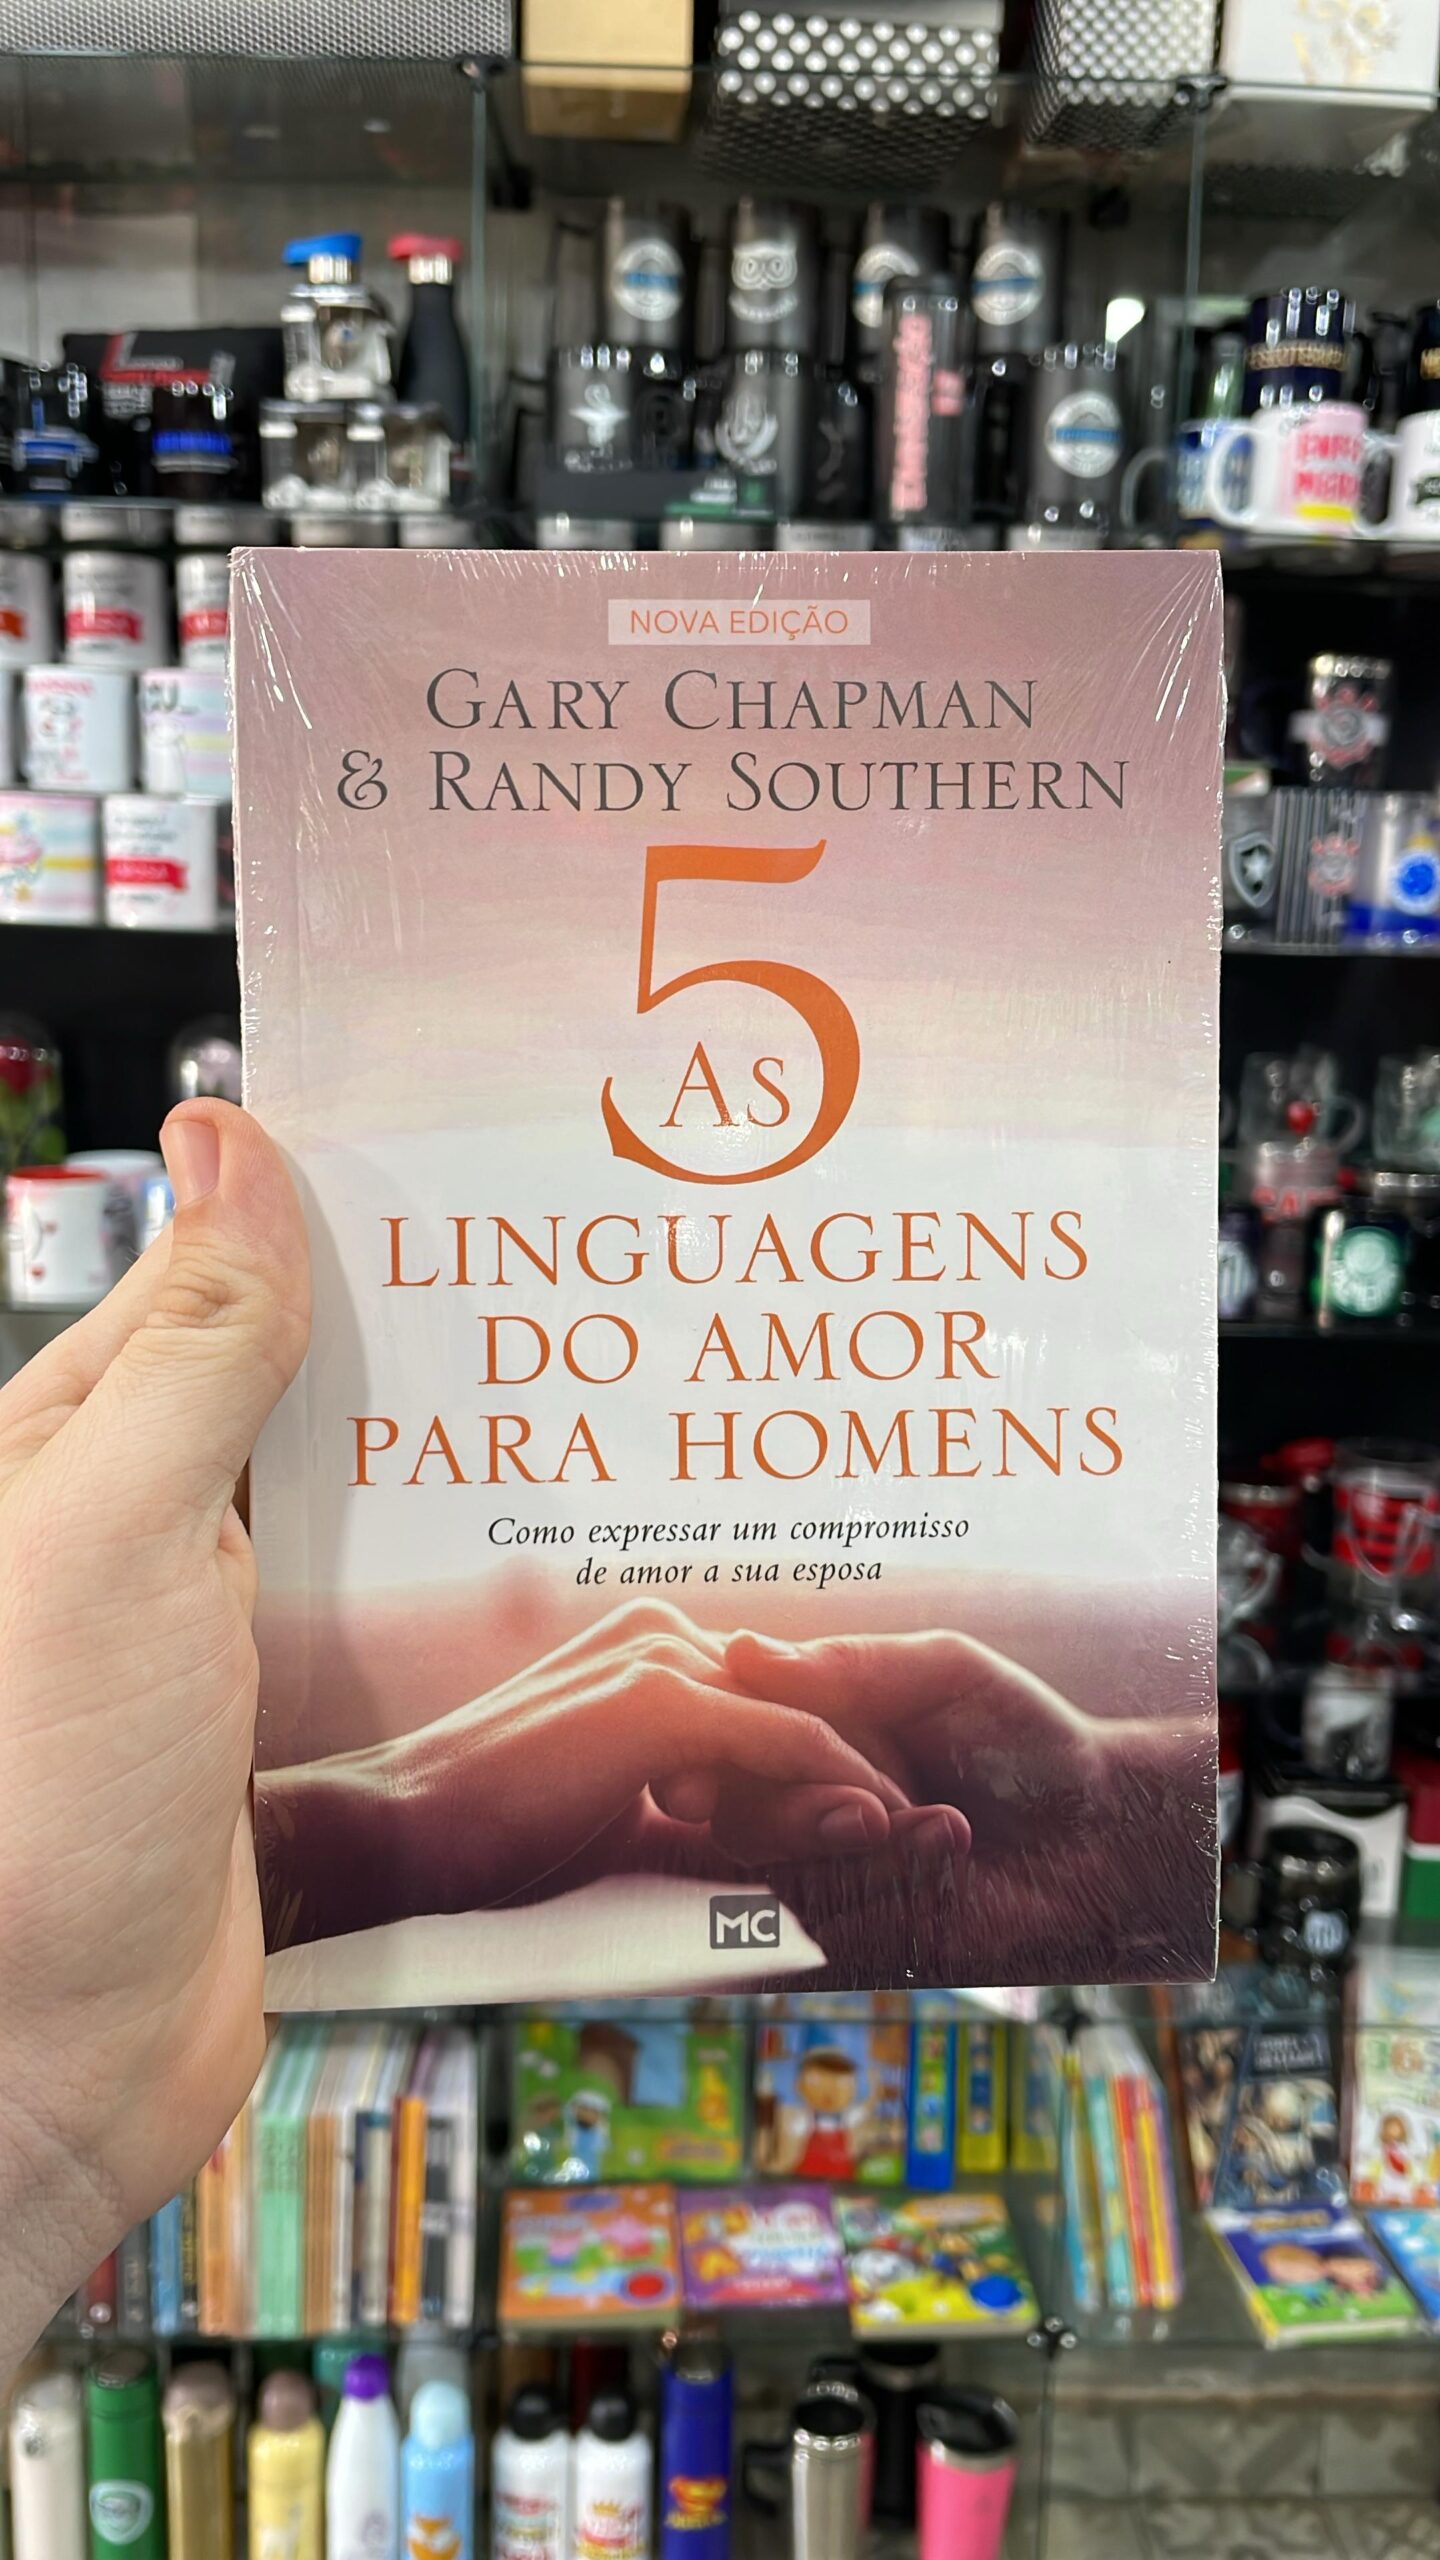 NOVA EDIÇÃO
GARY CHAPMAN
& RANDY SOUTHERN
AS 5
LINGUAGENS
DO AMOR
PARA HOMENS
Como expressar um compromisso
de amor a sua esposa
MC